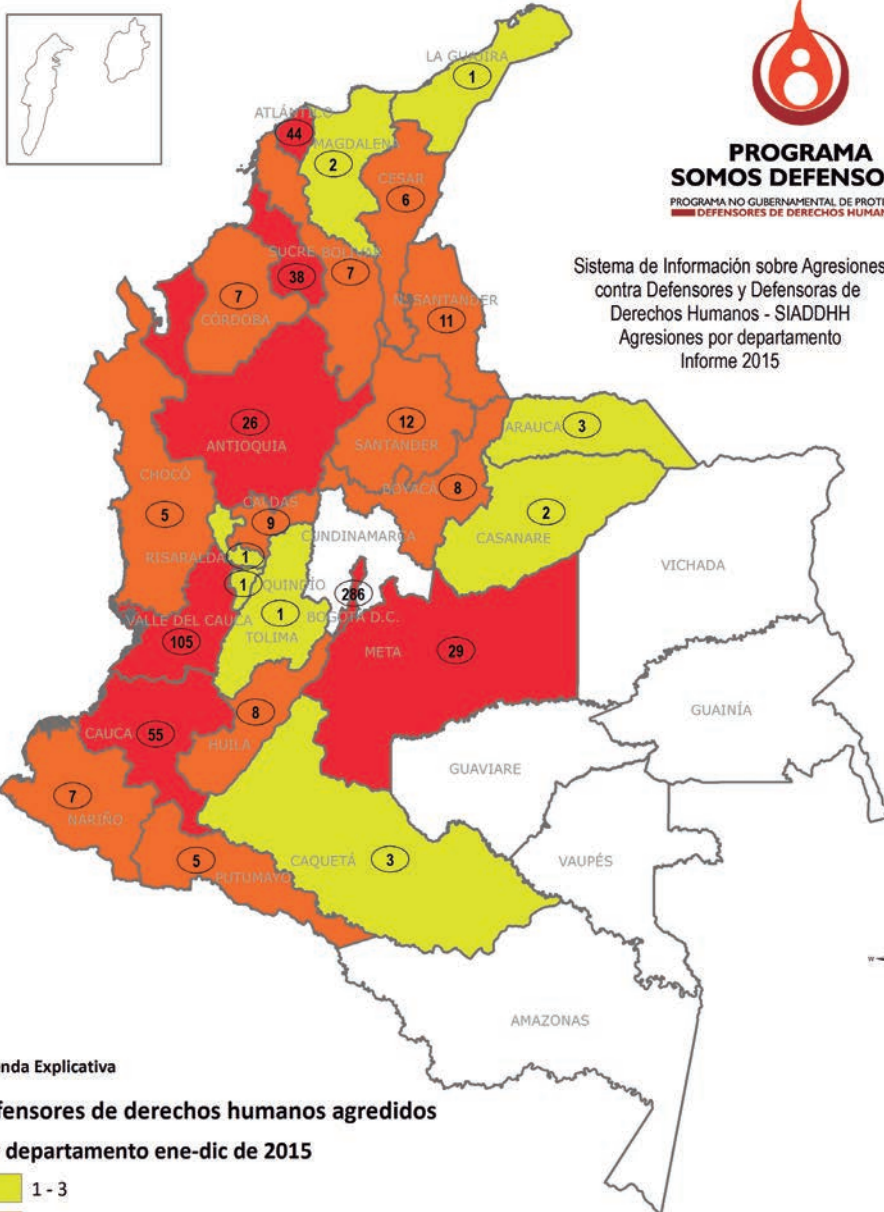 LA GUAJIRA
1
ATLÁNTICO
44
MAGDALENA
2
CESAR
6
PROGRAMA
SOMOS DEFENSO
PROGRAMA NO GUBERNAMENTAL DE PROT
DEFENSORES DE DERECHOS HUMAN
Sistema de Información sobre Agresiones
contra Defensores y Defensoras de
Derechos Humanos - SIADDHH
Agresiones por departamento
Informe 2015
SUCRE
38
BOLÍVAR
7
7
CÓRDOBA
N. SANTANDER
11
26
ANTIOQUIA
12
SANTANDER
ARAUCA
3
CHOCÓ
5
BOYACÁ
8
CALDAS
9
2
CASANARE
CUNDINAMARCA
VICHADA
RISARALDA
1
1
QUINDÍO
286
BOGOTÁ D.C.
VALLE DEL CAUCA
105
1
TOLIMA
META
29
GUAINÍA
CAUCA
55
8
HUILA
GUAVIARE
7
NARIÑO
5
PUTUMAYO
CAQUETÁ
3
VAUPÉS
W
AMAZONAS
enda Explicativa
fensores de derechos humanos agredidos
departamento ene-dic de 2015
1 - 3